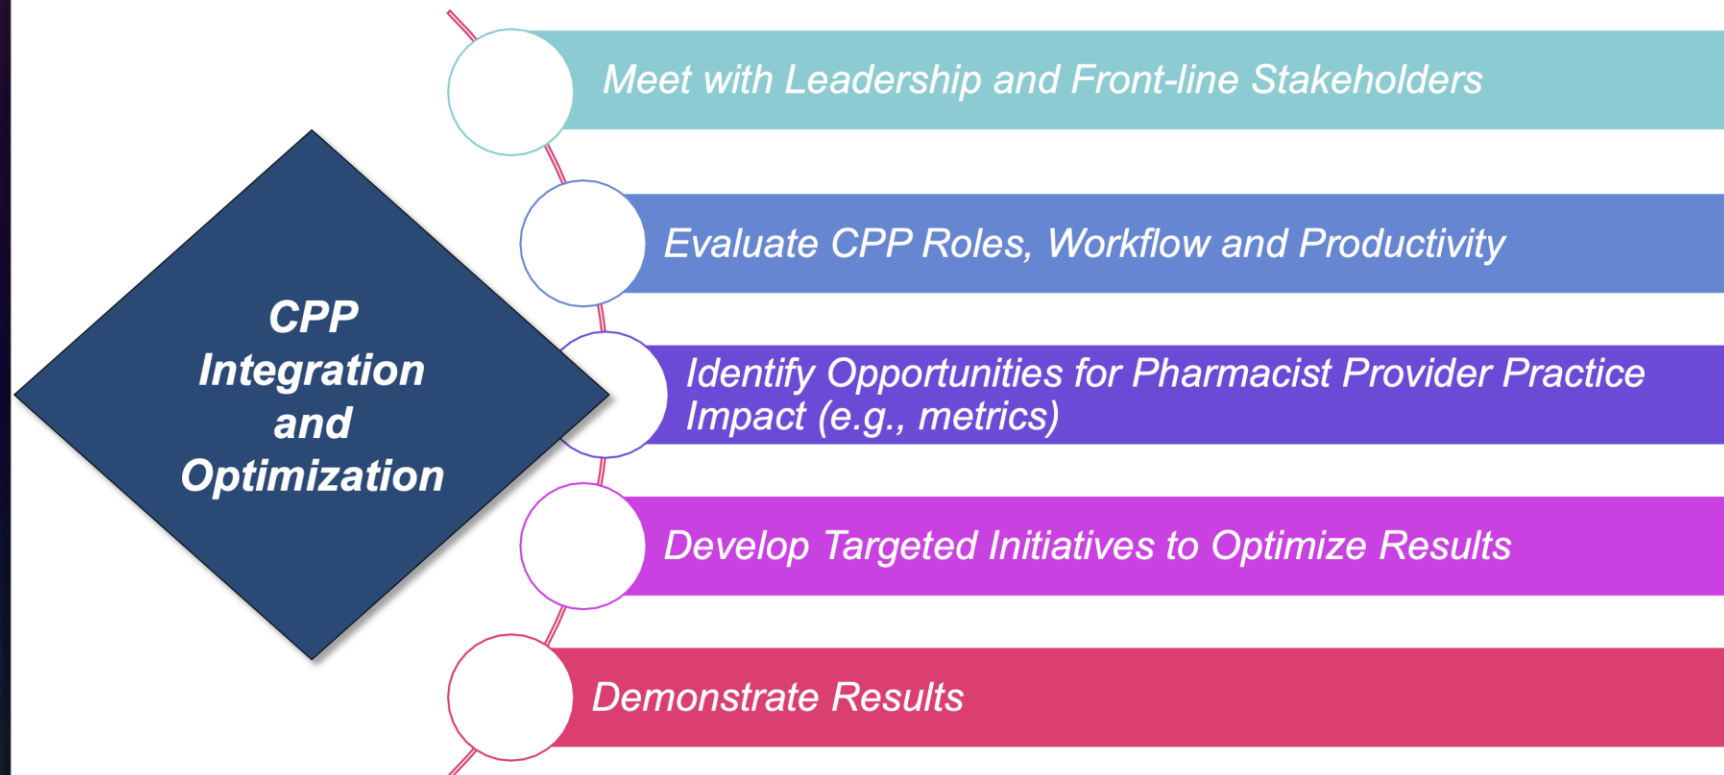 CPP
Integration
and
Optimization
Meet with Leadership and Front-line Stakeholders
Evaluate CPP Roles, Workflow and Productivity
Identify Opportunities for Pharmacist Provider Practice
Impact (e.g., metrics)
Develop Targeted Initiatives to Optimize Results
Demonstrate Results